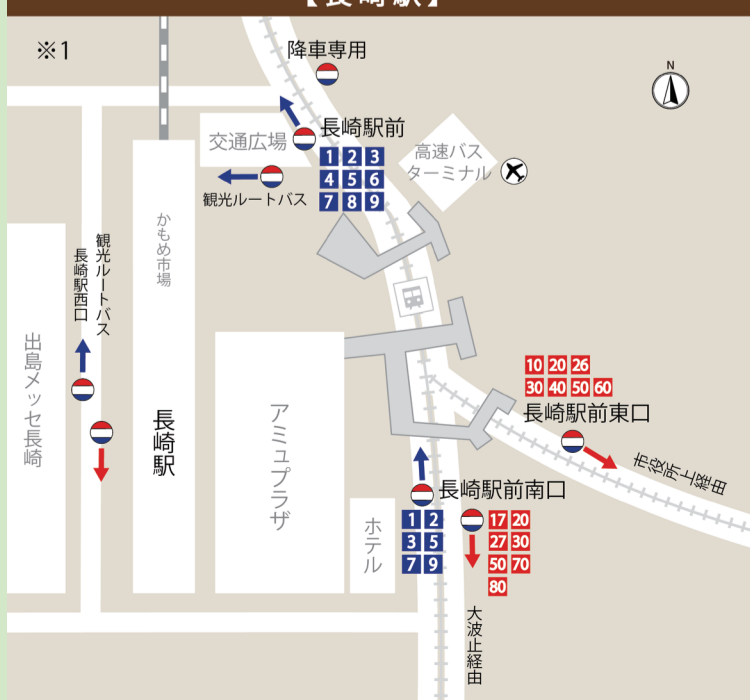 【長崎駅】
※1
降車専用
N
長崎駅前
交通広場
1 2 3
4 5 6
7 8 9
高速バス
ターミナル
観光ルートバス
かもめ市場
観光ルートバス
長崎駅西口
出島メッセ長崎
長崎駅
アミュプラザ
ホテル
10 20 26
30 40 50 60
長崎駅前東口
市役所上経由
長崎駅前南口
1 2
3 5
7 9
17 20
27 30
50 70
80
大波止経由